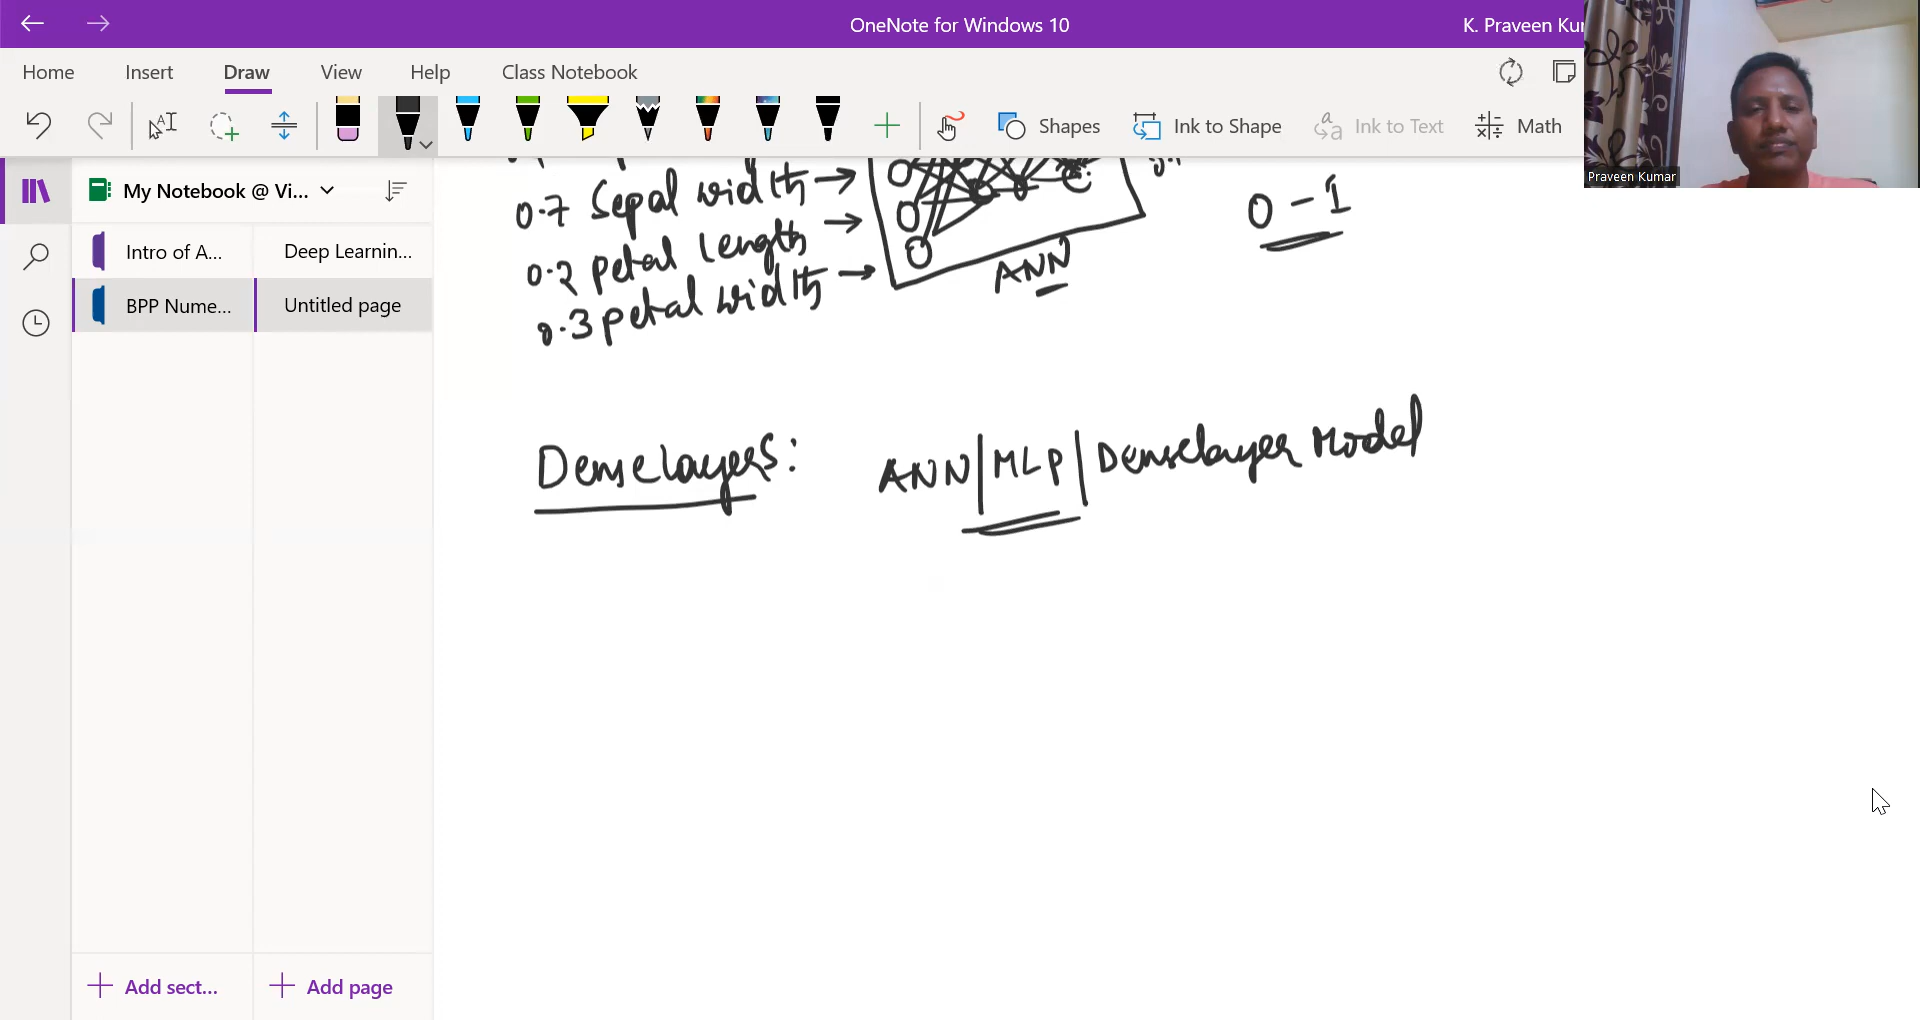 OneNote for Windows 10
K. Praveen Kur
Home Insert Draw View Help Class Notebook
Shapes Ink to Shape Ink to Text Math
Praveen Kumar
My Notebook @ Vi...
Intro of A...
Deep Learnin...
BPP Nume...
Untitled page
0.7 Sepal width →
0.2 petal length →
0.3 petal width →
ANN
0 - 1
Denselayers: ANN|MLP|Denselayer Model
Add sect...
Add page